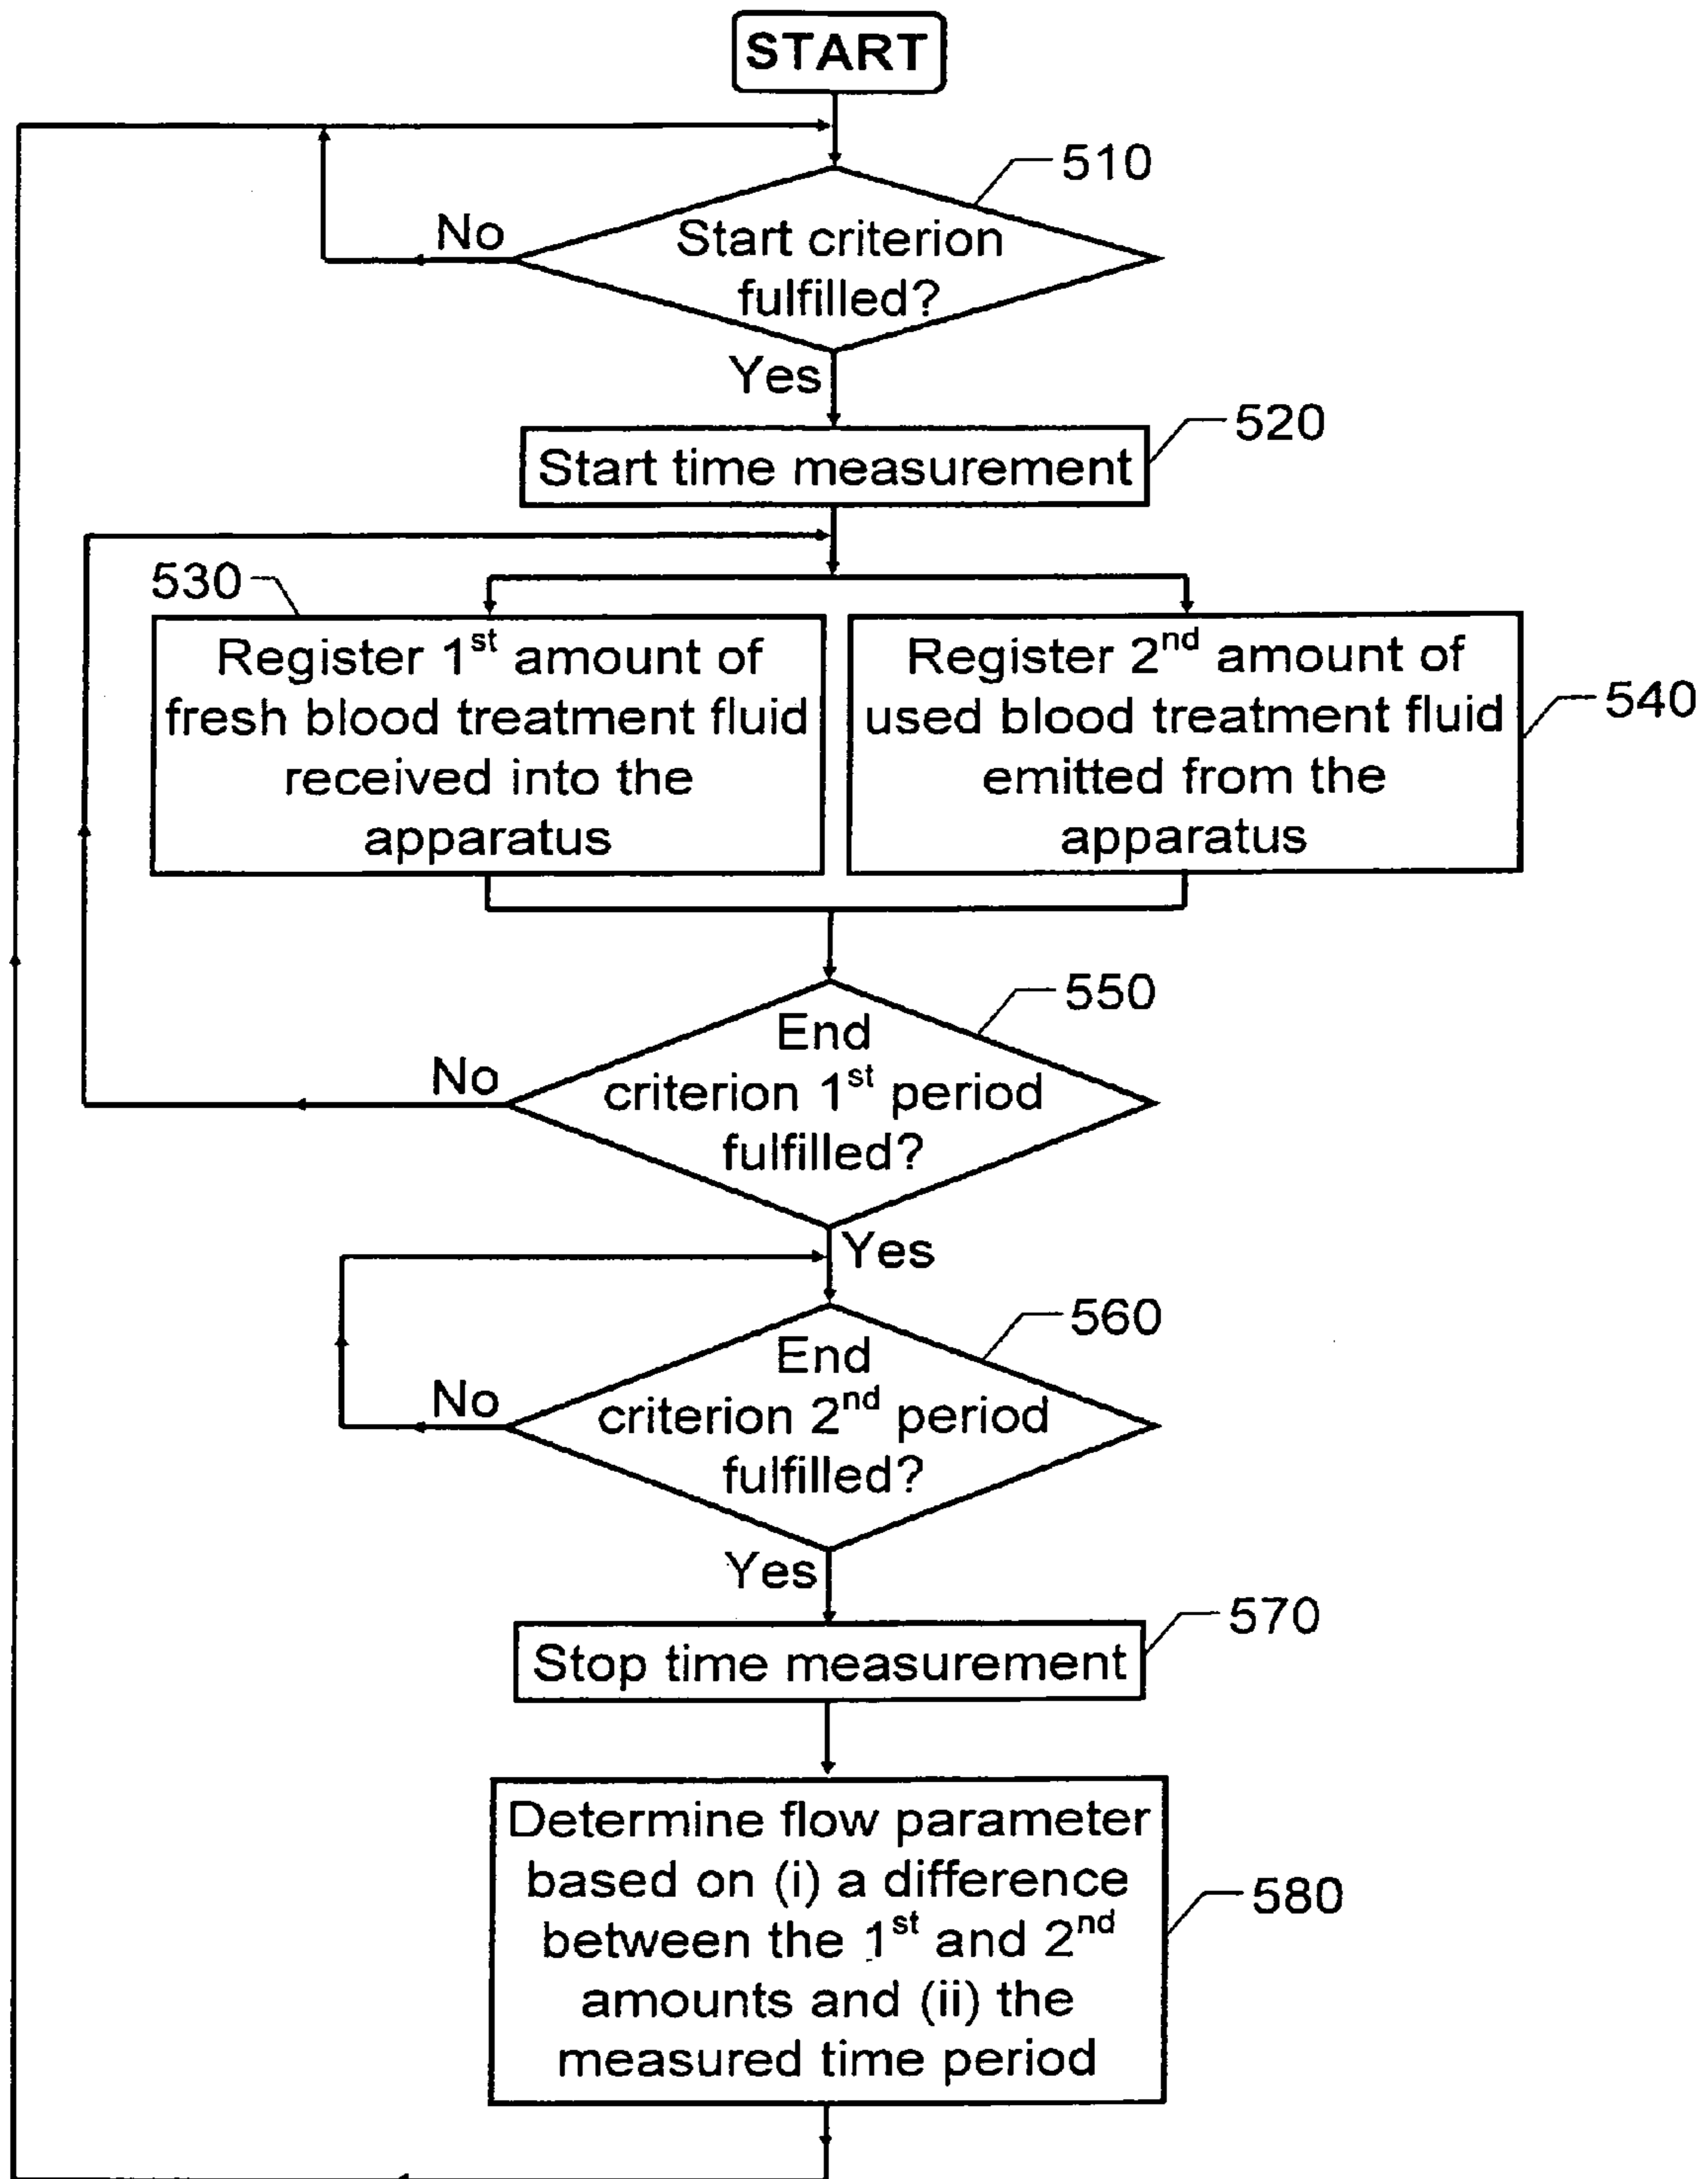 START
510
Start criterion
fulfilled?
No
Yes
520
Start time measurement
530
Register 1st amount of
fresh blood treatment fluid
received into the
apparatus
Register 2nd amount of
used blood treatment fluid
emitted from the
apparatus
540
550
End
criterion 1st period
fulfilled?
No
Yes
560
End
criterion 2nd period
fulfilled?
No
Yes
570
Stop time measurement
Determine flow parameter
based on (i) a difference
between the 1st and 2nd
amounts and (ii) the
measured time period
580